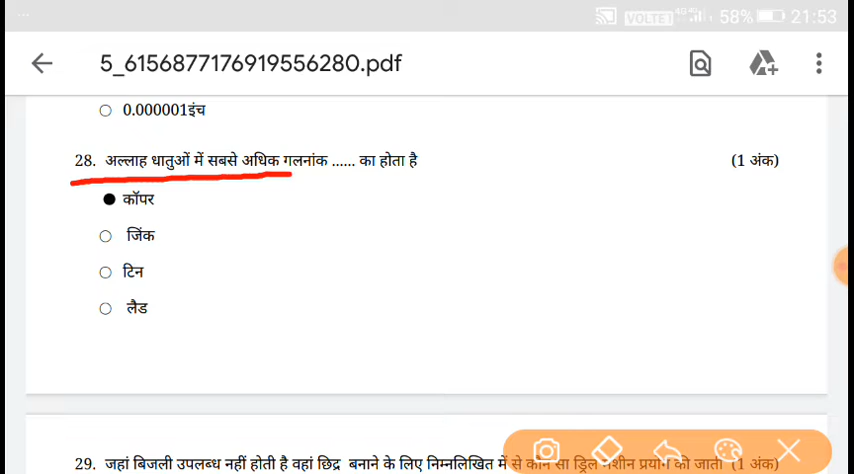 VOLTE1 4G 4G 58% 21:53
5_6156877176919556280.pdf
0.000001इंच
28. अल्लाह धातुओं में सबसे अधिक गलनांक ...... का होता है (1 अंक)
कॉपर
जिंक
टिन
लैड
29. जहां बिजली उपलब्ध नहीं होती है वहां छिद्र बनाने के लिए निम्नलिखित में से कौन सा ड्रिल मशीन प्रयोग की जाती (1 अंक)